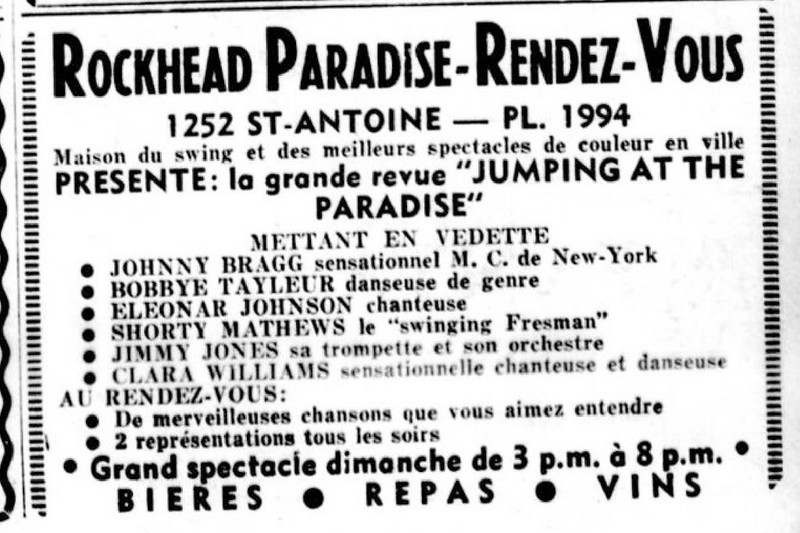 ROCKHEAD PARADISE-RENDEZ-VOUS
1252 ST-ANTOINE — PL. 1994
Maison du swing et des meilleurs spectacles de couleur en ville
PRESENTE: la grande revue "JUMPING AT THE
PARADISE"
METTANT EN VEDETTE
● JOHNNY BRAGG sensationnel M. C. de New-York
● BOBBYE TAYLEUR danseuse de genre
● ELEONAR JOHNSON chanteuse
● SHORTY MATHEWS le "swinging Fresman"
● JIMMY JONES sa trompette et son orchestre
● CLARA WILLIAMS sensationnelle chanteuse et danseuse
AU RENDEZ-VOUS:
● De merveilleuses chansons que vous aimez entendre
● 2 représentations tous les soirs
● Grand spectacle dimanche de 3 p.m. à 8 p.m. ●
BIERES ● REPAS ● VINS